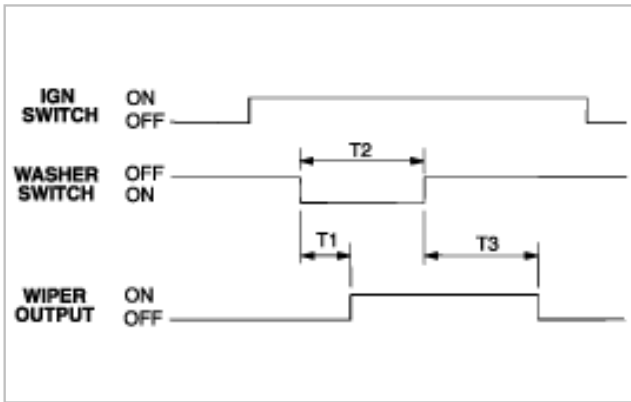 IGN SWITCH ON
OFF
T2
WASHER SWITCH OFF
ON
T1
T3
WIPER OUTPUT ON
OFF